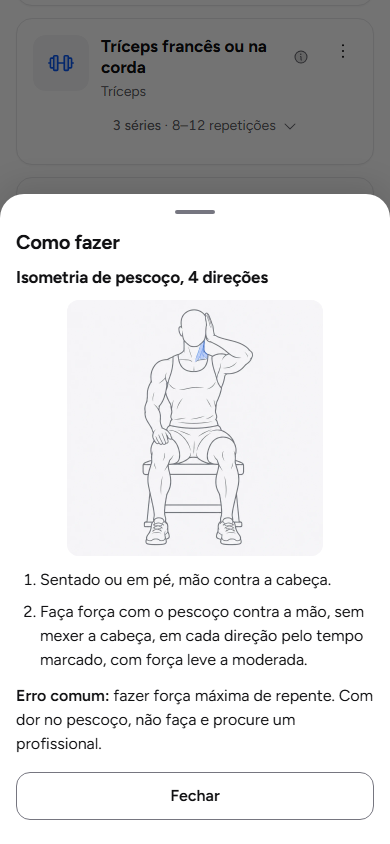 Tríceps francês ou na
corda
Tríceps
3 séries · 8–12 repetições
Como fazer
Isometria de pescoço, 4 direções
1. Sentado ou em pé, mão contra a cabeça.
2. Faça força com o pescoço contra a mão, sem
mexer a cabeça, em cada direção pelo tempo
marcado, com força leve a moderada.
Erro comum: fazer força máxima de repente. Com
dor no pescoço, não faça e procure um
profissional.
Fechar